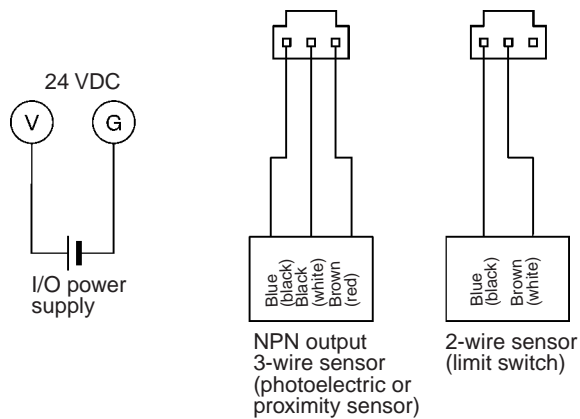 24 VDC
V
G
I/O power
supply
Blue
(black)
Black
(white)
Brown
(red)
NPN output
3-wire sensor
(photoelectric or
proximity sensor)
Blue
(black)
Brown
(white)
2-wire sensor
(limit switch)